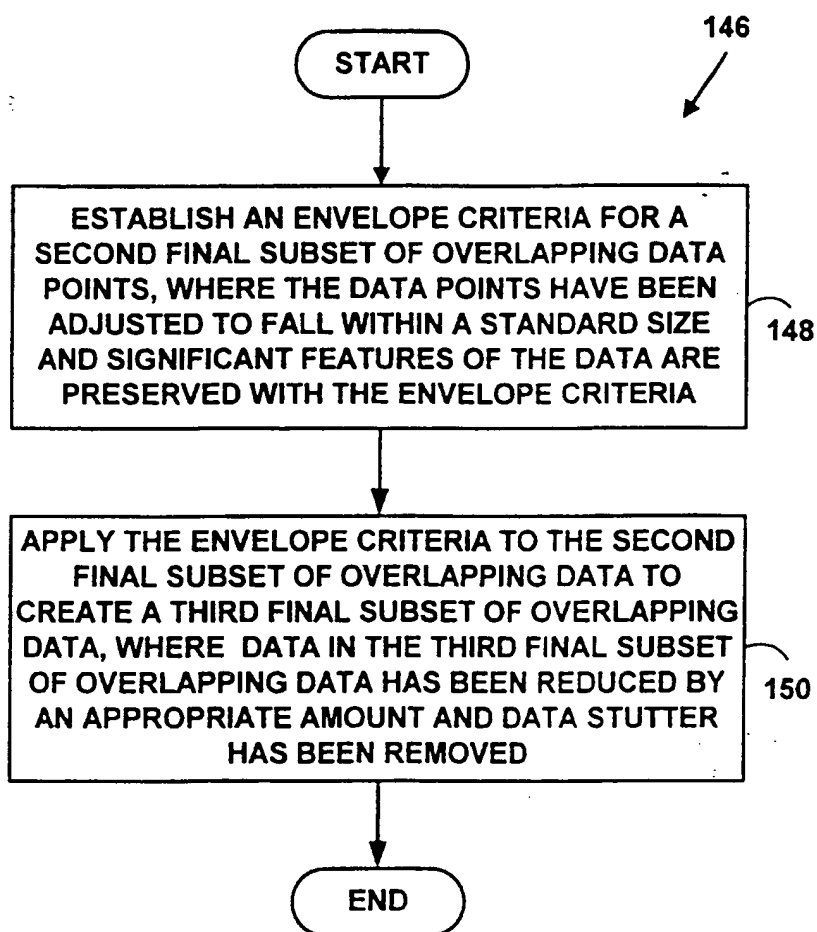 146
START
ESTABLISH AN ENVELOPE CRITERIA FOR A
SECOND FINAL SUBSET OF OVERLAPPING DATA
POINTS, WHERE THE DATA POINTS HAVE BEEN
ADJUSTED TO FALL WITHIN A STANDARD SIZE
AND SIGNIFICANT FEATURES OF THE DATA ARE
PRESERVED WITH THE ENVELOPE CRITERIA
148
APPLY THE ENVELOPE CRITERIA TO THE SECOND
FINAL SUBSET OF OVERLAPPING DATA TO
CREATE A THIRD FINAL SUBSET OF OVERLAPPING
DATA, WHERE DATA IN THE THIRD FINAL SUBSET
OF OVERLAPPING DATA HAS BEEN REDUCED BY
AN APPROPRIATE AMOUNT AND DATA STUTTER
HAS BEEN REMOVED
150
END